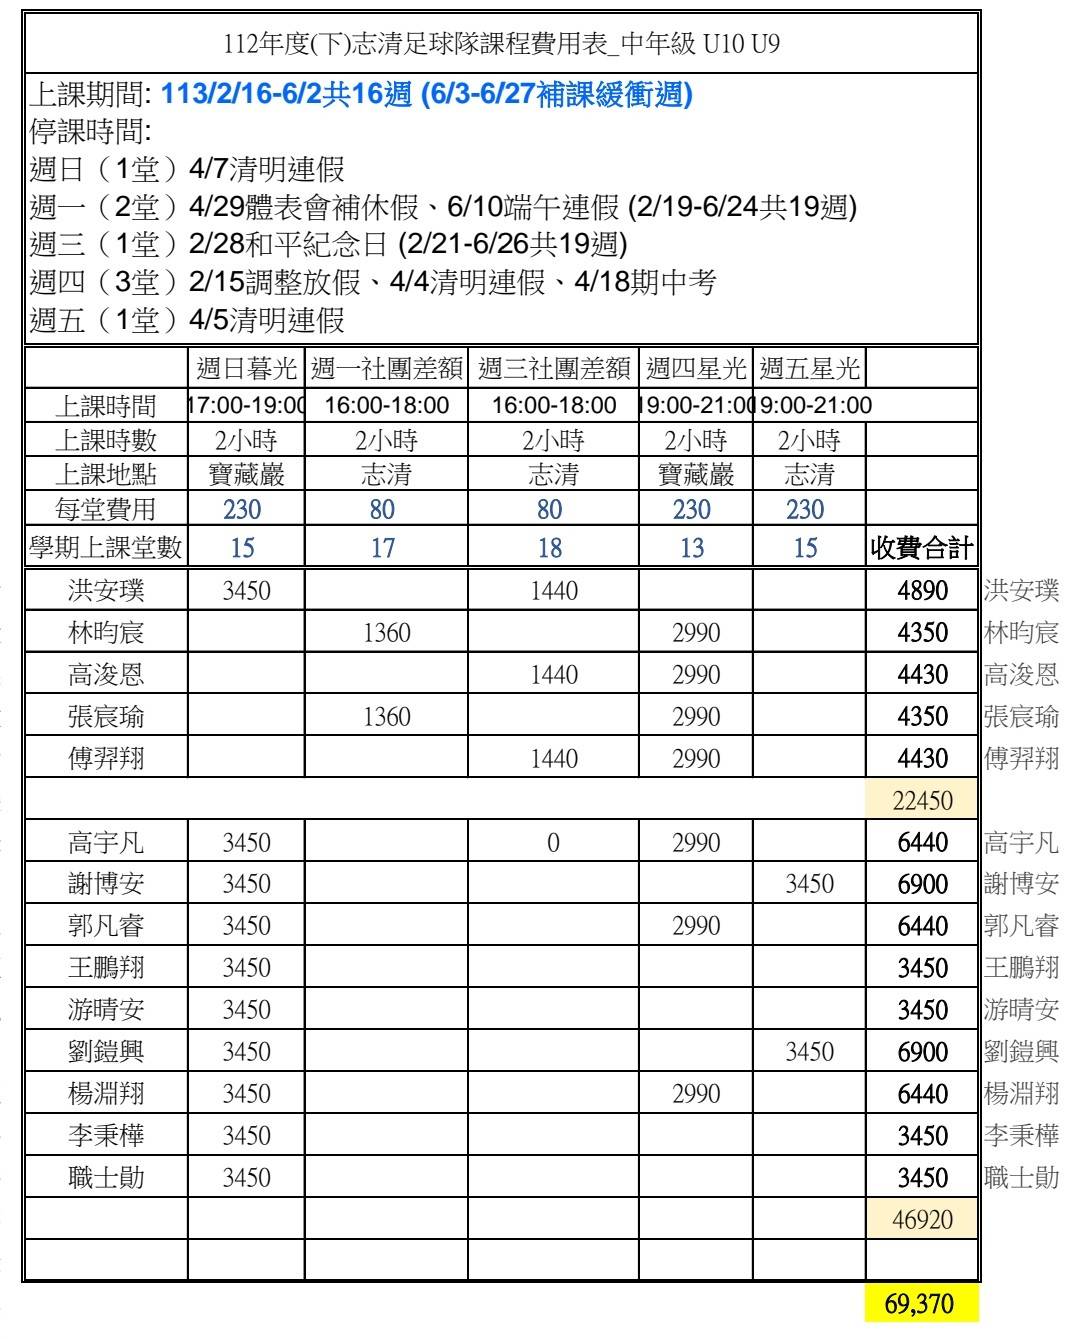 112年度(下)志清足球隊課程費用表_中年級 U10 U9
上課期間: 113/2/16-6/2共16週 (6/3-6/27補課緩衝週)
停課時間:
週日（1堂）4/7清明連假
週一（2堂）4/29體表會補休假、6/10端午連假 (2/19-6/24共19週)
週三（1堂）2/28和平紀念日 (2/21-6/26共19週)
週四（3堂）2/15調整放假、4/4清明連假、4/18期中考
週五（1堂）4/5清明連假
週日暮光 週一社團差額 週三社團差額 週四星光 週五星光
上課時間 17:00-19:00 16:00-18:00 16:00-18:00 19:00-21:00 19:00-21:00
上課時數 2小時 2小時 2小時 2小時 2小時
上課地點 寶藏巖 志清 志清 寶藏巖 志清
每堂費用 230 80 80 230 230
學期上課堂數 15 17 18 13 15 收費合計
洪安璞 3450 1440 4890 洪安璞
林昀宸 1360 2990 4350 林昀宸
高浚恩 1440 2990 4430 高浚恩
張宸瑜 1360 2990 4350 張宸瑜
傅羿翔 1440 2990 4430 傅羿翔
22450
高宇凡 3450 0 2990 6440 高宇凡
謝博安 3450 3450 6900 謝博安
郭凡睿 3450 2990 6440 郭凡睿
王鵬翔 3450 3450 王鵬翔
游晴安 3450 3450 游晴安
劉鎧興 3450 3450 6900 劉鎧興
楊淵翔 3450 2990 6440 楊淵翔
李秉樺 3450 3450 李秉樺
職士勛 3450 3450 職士勛
46920
69,370